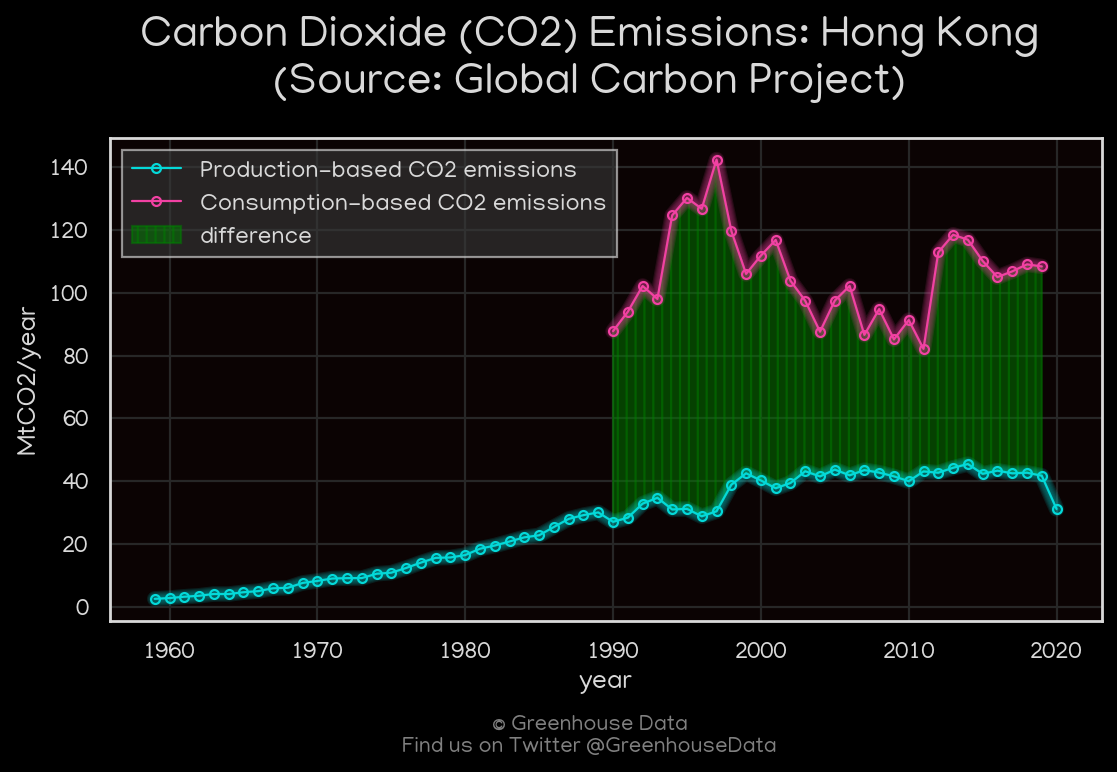 Carbon Dioxide (CO2) Emissions: Hong Kong
(Source: Global Carbon Project)
Production-based CO2 emissions
Consumption-based CO2 emissions
difference
MtCO2/year
140
120
100
80
60
40
20
0
1960 1970 1980 1990 2000 2010 2020
year
© Greenhouse Data
Find us on Twitter @GreenhouseData